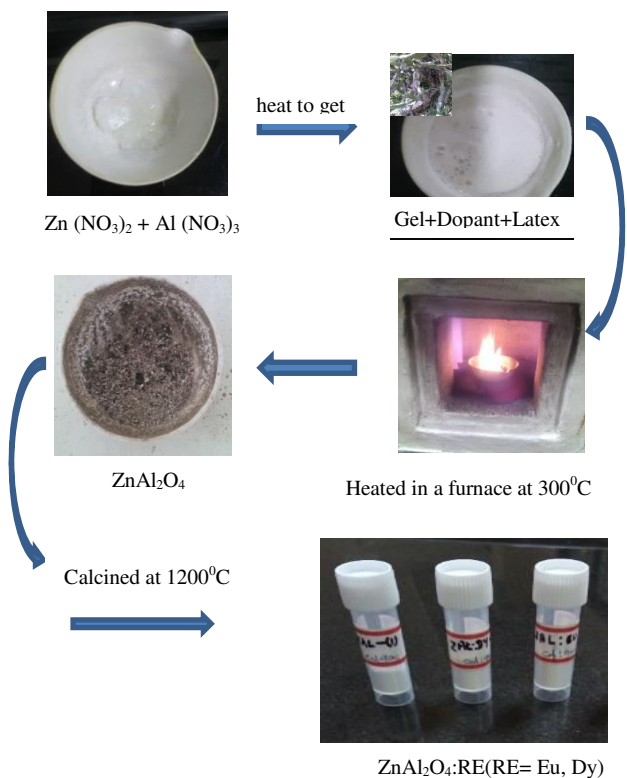 heat to get
Zn (NO₃)₂ + Al (NO₃)₃
Gel+Dopant+Latex
ZnAl₂O₄
Heated in a furnace at 300⁰C
Calcined at 1200⁰C
ZnAl₂O₄:RE(RE= Eu, Dy)